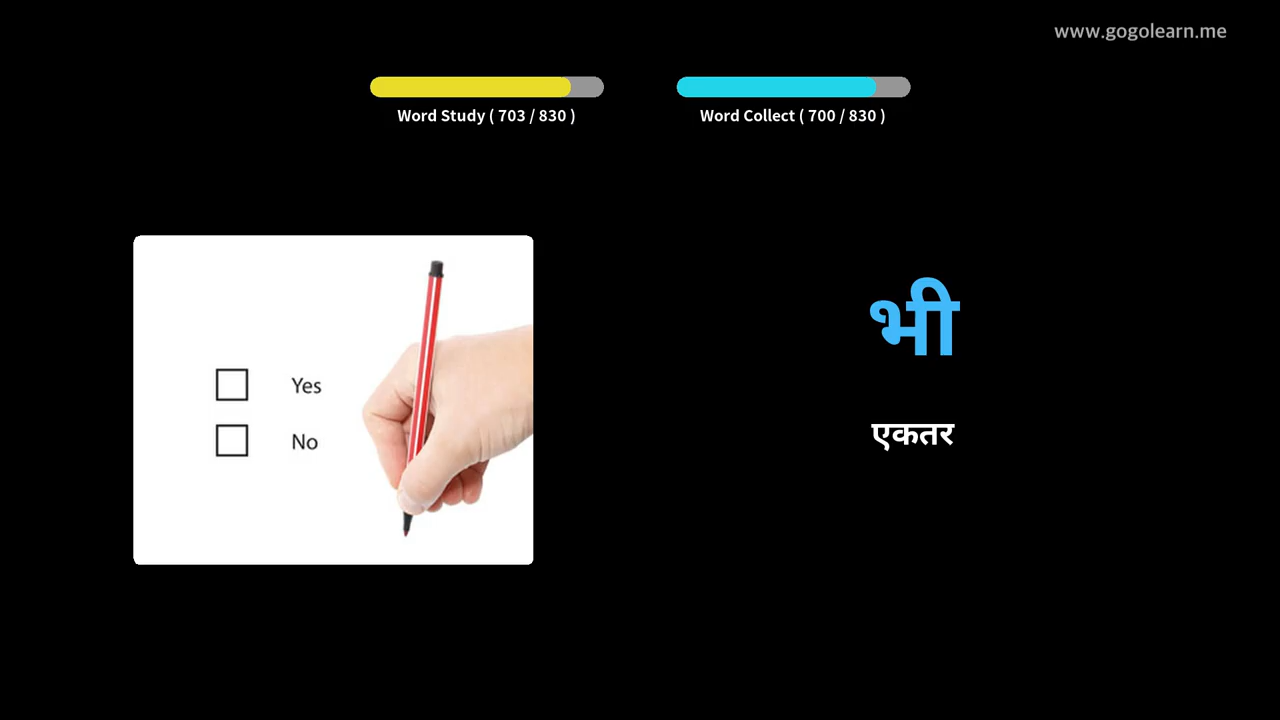 www.gogolearn.me
Word Study ( 703 / 830 )
Word Collect ( 700 / 830 )
Yes
No
भी
एकतर